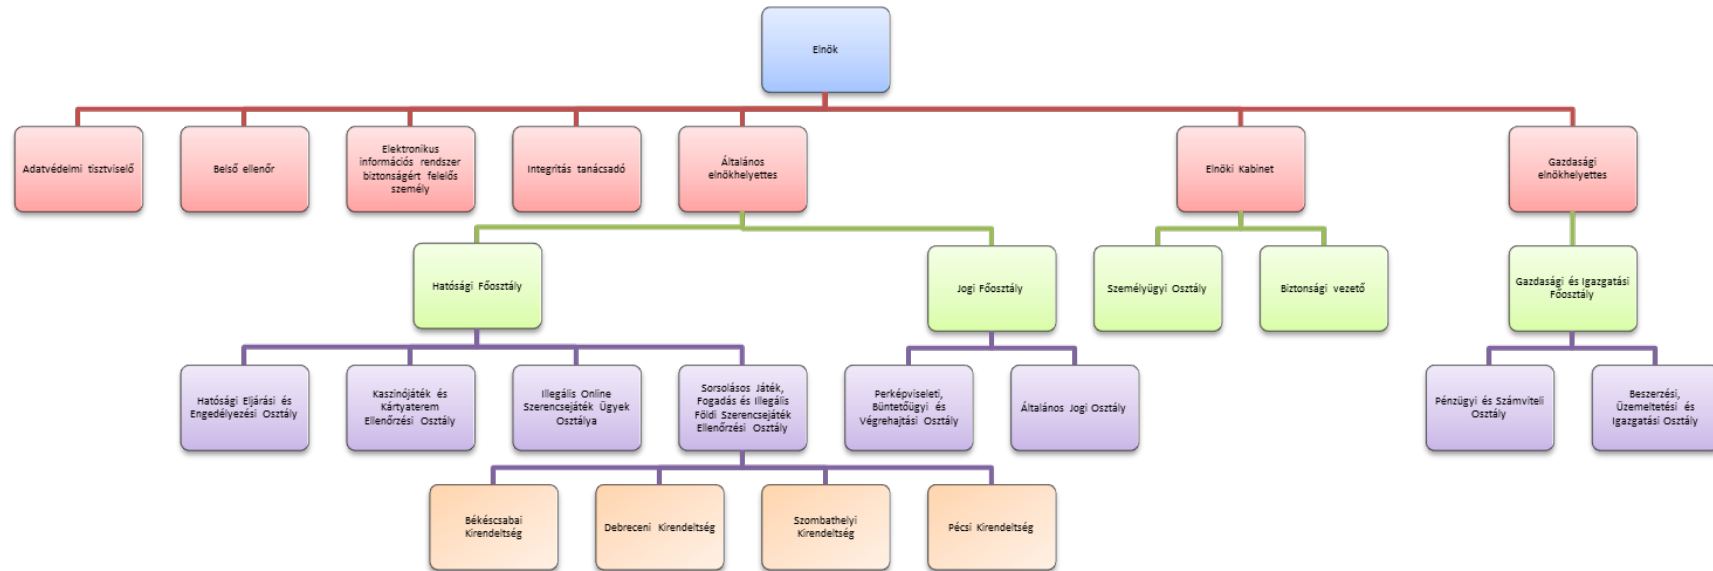 Elnök
Adatvédelmi tisztviselő
Belső ellenőr
Elektronikus
információs rendszer
biztonságért felelős
személy
Integritás tanácsadó
Általános
elnökhelyettes
Elnöki Kabinet
Gazdasági
elnökhelyettes
Hatósági Főosztály
Jogi Főosztály
Személyügyi Osztály
Biztonsági vezető
Gazdasági és Igazgatási
Főosztály
Hatósági Eljárási és
Engedélyezési Osztály
Kaszinójáték és
Kártyaterem
Ellenőrzési Osztály
Illegális Online
Szerencsejáték Ügyek
Osztálya
Sorsolásos Játék,
Fogadás és Illegális
Földi Szerencsejáték
Ellenőrzési Osztály
Perképviseleti,
Büntetőügyi és
Végrehajtási Osztály
Általános Jogi Osztály
Pénzügyi és Számviteli
Osztály
Beszerzési,
Üzemeltetési és
Igazgatási Osztály
Békéscsabai
Kirendeltség
Debreceni Kirendeltség
Szombathelyi
Kirendeltség
Pécsi Kirendeltség